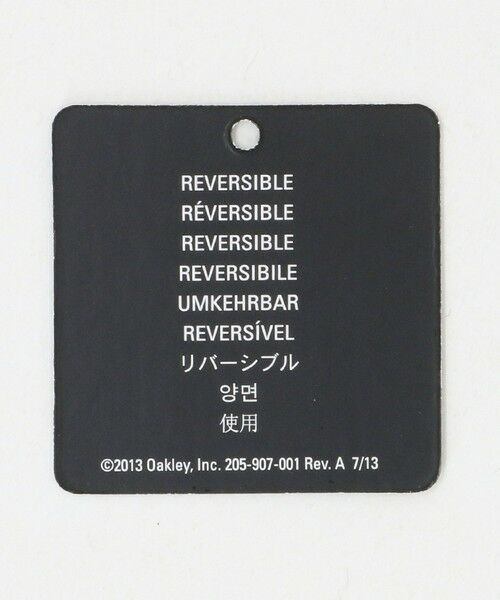 REVERSIBLE
RÉVERSIBLE
REVERSIBLE
REVERSIBILE
UMKEHRBAR
REVERSÍVEL
リバーシブル
양면
使用
©2013 Oakley, Inc. 205-907-001 Rev. A 7/13